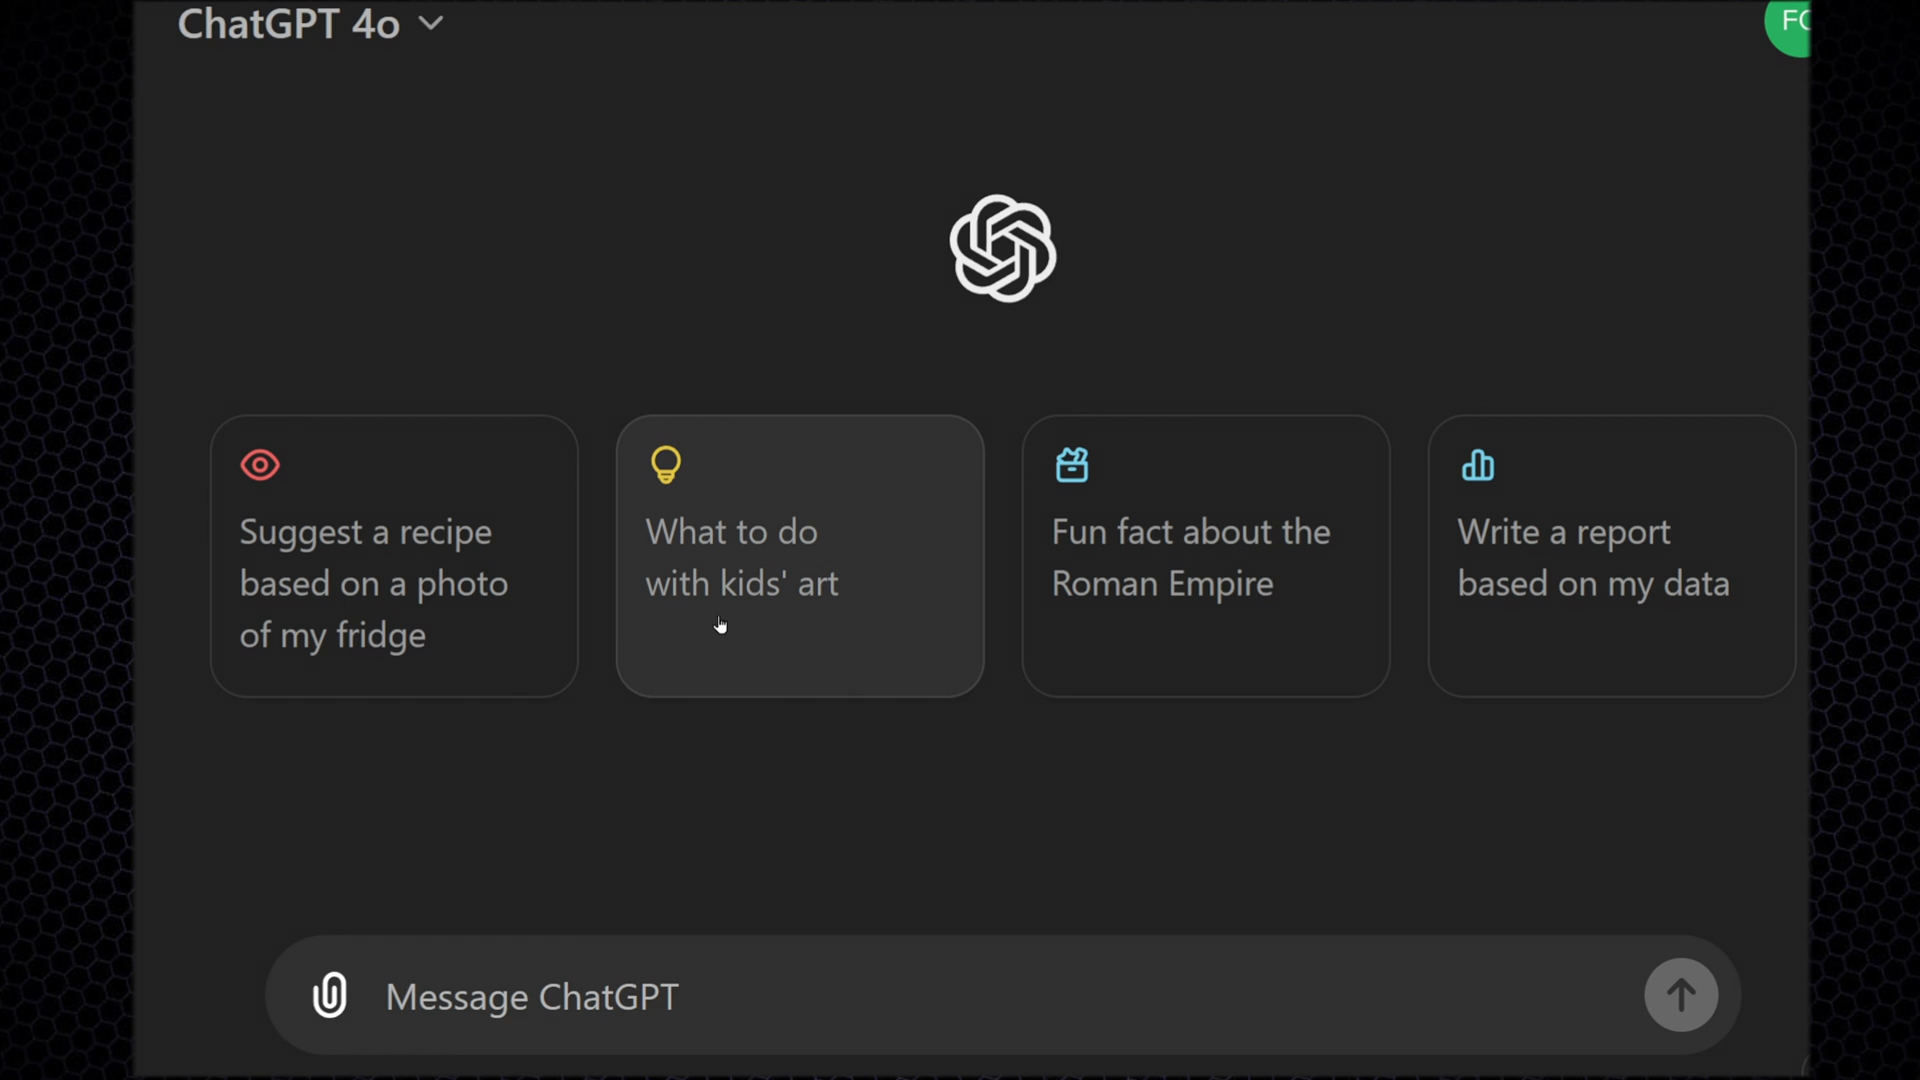 ChatGPT 4o
FO
Suggest a recipe
based on a photo
of my fridge
What to do
with kids' art
Fun fact about the
Roman Empire
Write a report
based on my data
Message ChatGPT